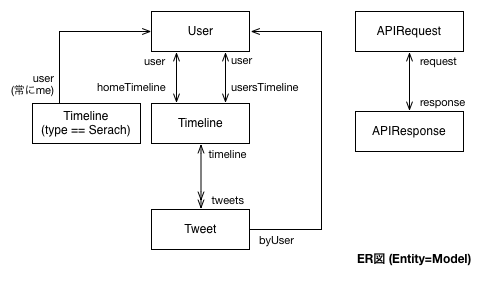 User
APIRequest
user
user
request
user
(常にme)
homeTimeline
usersTimeline
response
Timeline
(type == Serach)
Timeline
APIResponse
timeline
tweets
Tweet
byUser
ER図 (Entity=Model)